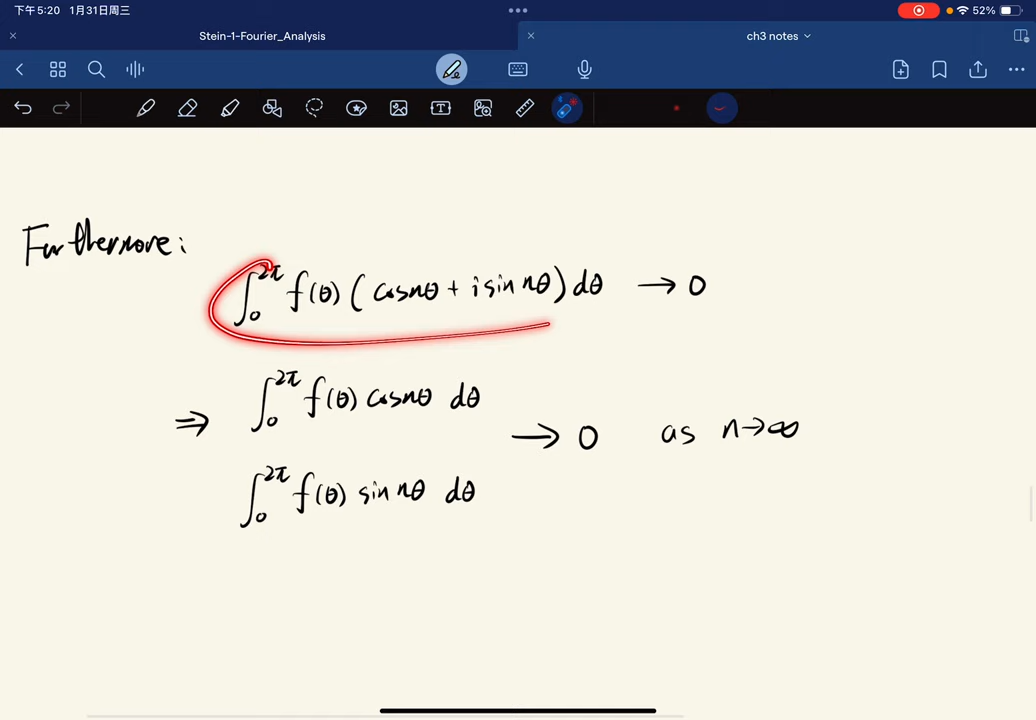 下午5:20 1月31日周三 52%
Stein-1-Fourier_Analysis ch3 notes
Furthermore:
∫₀^2π f(θ) (cos nθ + i sin nθ) dθ → 0
⇒ ∫₀^2π f(θ) cos nθ dθ
→ 0 as n→∞
∫₀^2π f(θ) sin nθ dθ